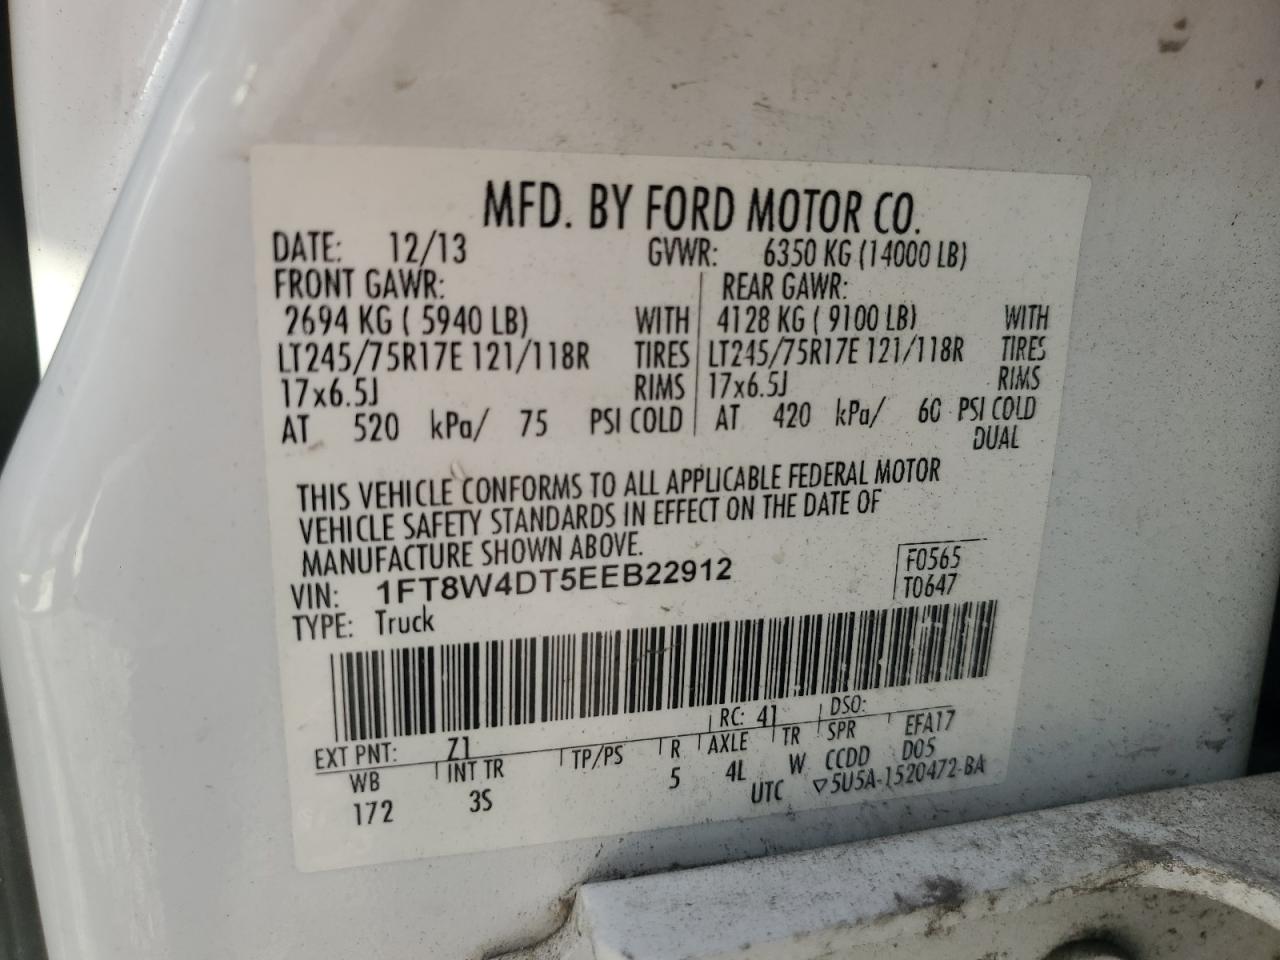 MFD. BY FORD MOTOR CO.
DATE: 12/13 GVWR: 6350 KG (14000 LB)
FRONT GAWR: REAR GAWR:
2694 KG ( 5940 LB) WITH 4128 KG ( 9100 LB) WITH
LT245/75R17E 121/118R TIRES LT245/75R17E 121/118R TIRES
17x6.5J RIMS 17x6.5J RIMS
AT 520 kPa/ 75 PSI COLD AT 420 kPa/ 60 PSI COLD
DUAL
THIS VEHICLE CONFORMS TO ALL APPLICABLE FEDERAL MOTOR
VEHICLE SAFETY STANDARDS IN EFFECT ON THE DATE OF
MANUFACTURE SHOWN ABOVE.
VIN: 1FT8W4DT5EEB22912 F0565
TYPE: Truck T0647
EXT PNT: Z1 RC: 41 DSO:
WB INT TR TP/PS R AXLE TR SPR EFA17
172 3S 5 4L W CCDD D05
UTC ▽5U5A-1520472-BA